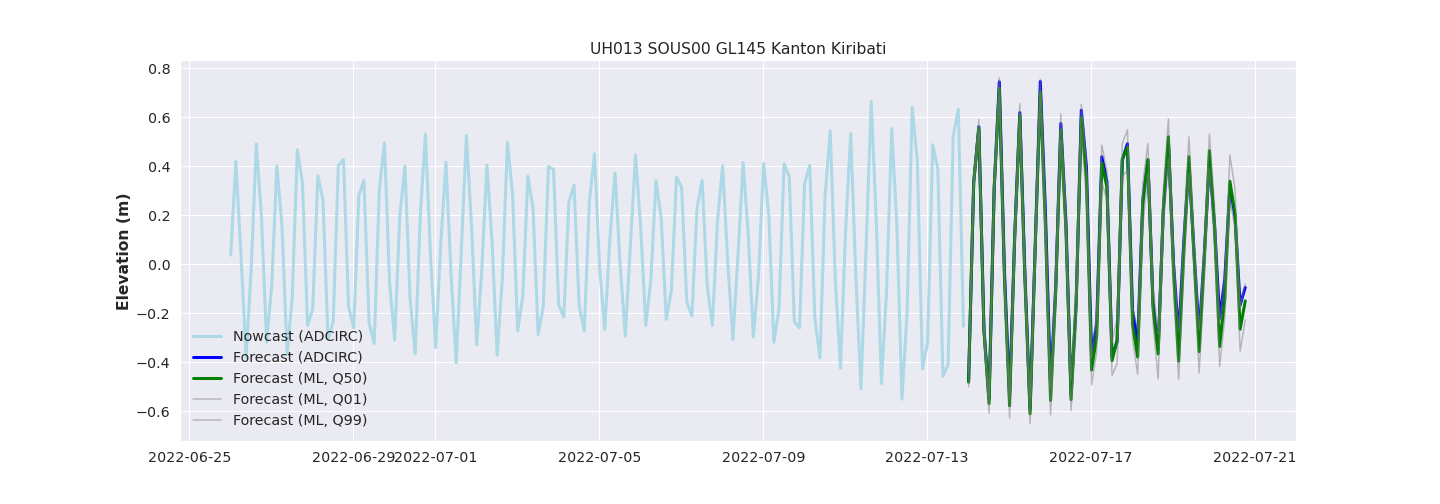 UH013 SOUS00 GL145 Kanton Kiribati
Elevation (m)
0.8
0.6
0.4
0.2
0.0
−0.2
−0.4
−0.6
Nowcast (ADCIRC)
Forecast (ADCIRC)
Forecast (ML, Q50)
Forecast (ML, Q01)
Forecast (ML, Q99)
2022-06-25 2022-06-29 2022-07-01 2022-07-05 2022-07-09 2022-07-13 2022-07-17 2022-07-21